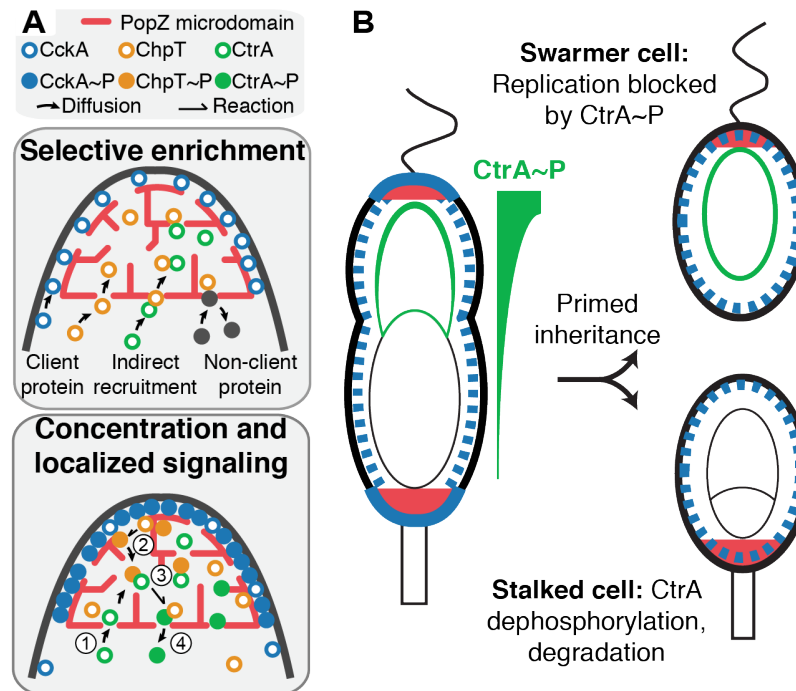 A
PopZ microdomain
CckA ChpT CtrA
CckA~P ChpT~P CtrA~P
Diffusion Reaction
Selective enrichment
Client
protein
Indirect
recruitment
Non-client
protein
Concentration and
localized signaling
2
3
1
4
B
Swarmer cell:
Replication blocked
by CtrA~P
CtrA~P
Primed
inheritance
Stalked cell: CtrA
dephosphorylation,
degradation